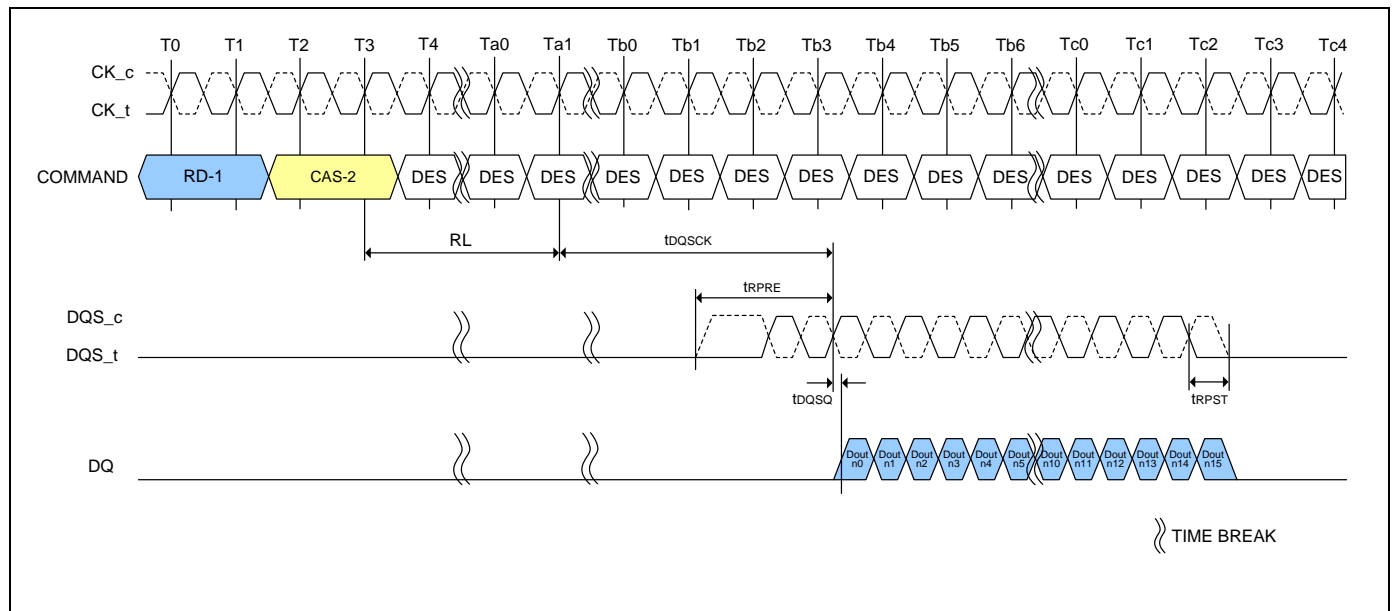 T0 T1 T2 T3 T4 Ta0 Ta1 Tb0 Tb1 Tb2 Tb3 Tb4 Tb5 Tb6 Tc0 Tc1 Tc2 Tc3 Tc4
CK_c
CK_t
COMMAND RD-1 CAS-2 DES DES DES DES DES DES DES DES DES DES DES DES DES DES DES
RL tDQSCK
tRPRE
DQS_c
DQS_t
tDQSQ tRPST
DQ
Dout Dout Dout Dout Dout Dout Dout Dout Dout Dout Dout Dout
n0 n1 n2 n3 n4 n5 n10 n11 n12 n13 n14 n15
TIME BREAK